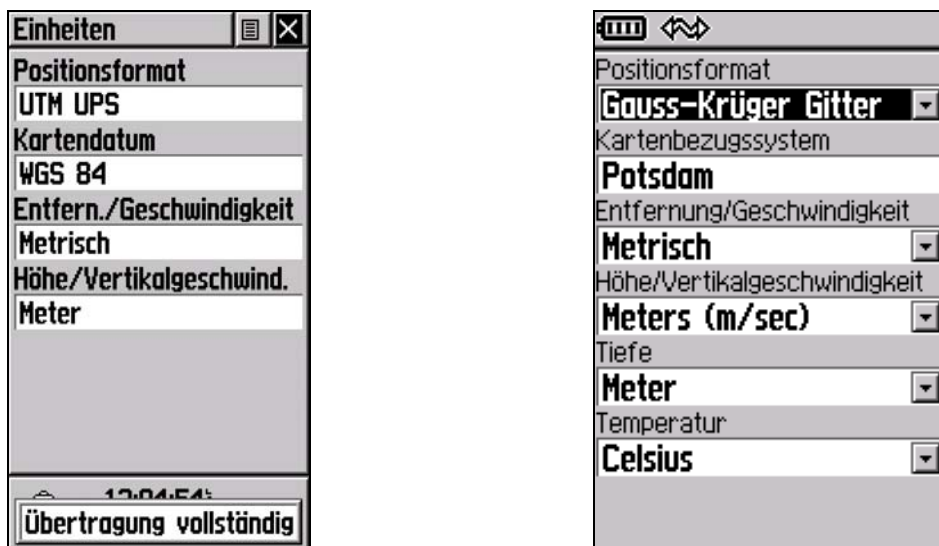 Einheiten
Positionsformat
UTM UPS
Kartendatum
WGS 84
Entfern./Geschwindigkeit
Metrisch
Höhe/Vertikalgeschwind.
Meter
Übertragung vollständig
Positionsformat
Gauss-Krüger Gitter
Kartenbezugssystem
Potsdam
Entfernung/Geschwindigkeit
Metrisch
Höhe/Vertikalgeschwindigkeit
Meters (m/sec)
Tiefe
Meter
Temperatur
Celsius